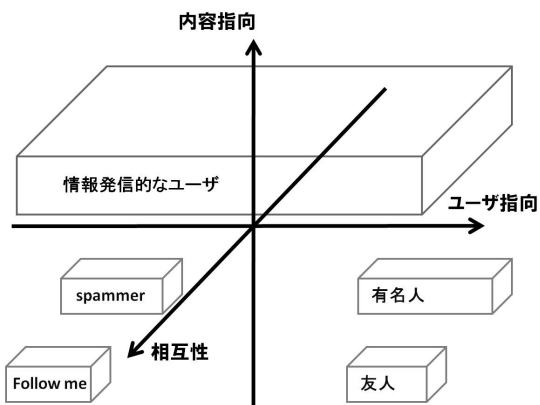 内容指向
情報発信的なユーザ
ユーザ指向
spammer
有名人
相互性
Follow me
友人